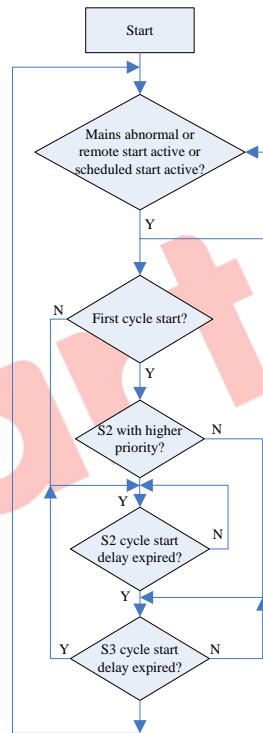 Start
Mains abnormal or
remote start active or
scheduled start active?
Y
N
First cycle start?
Y
S2 with higher
priority?
N
Y
S2 cycle start
delay expired?
N
Y
Y
S3 cycle start
delay expired?
N
art